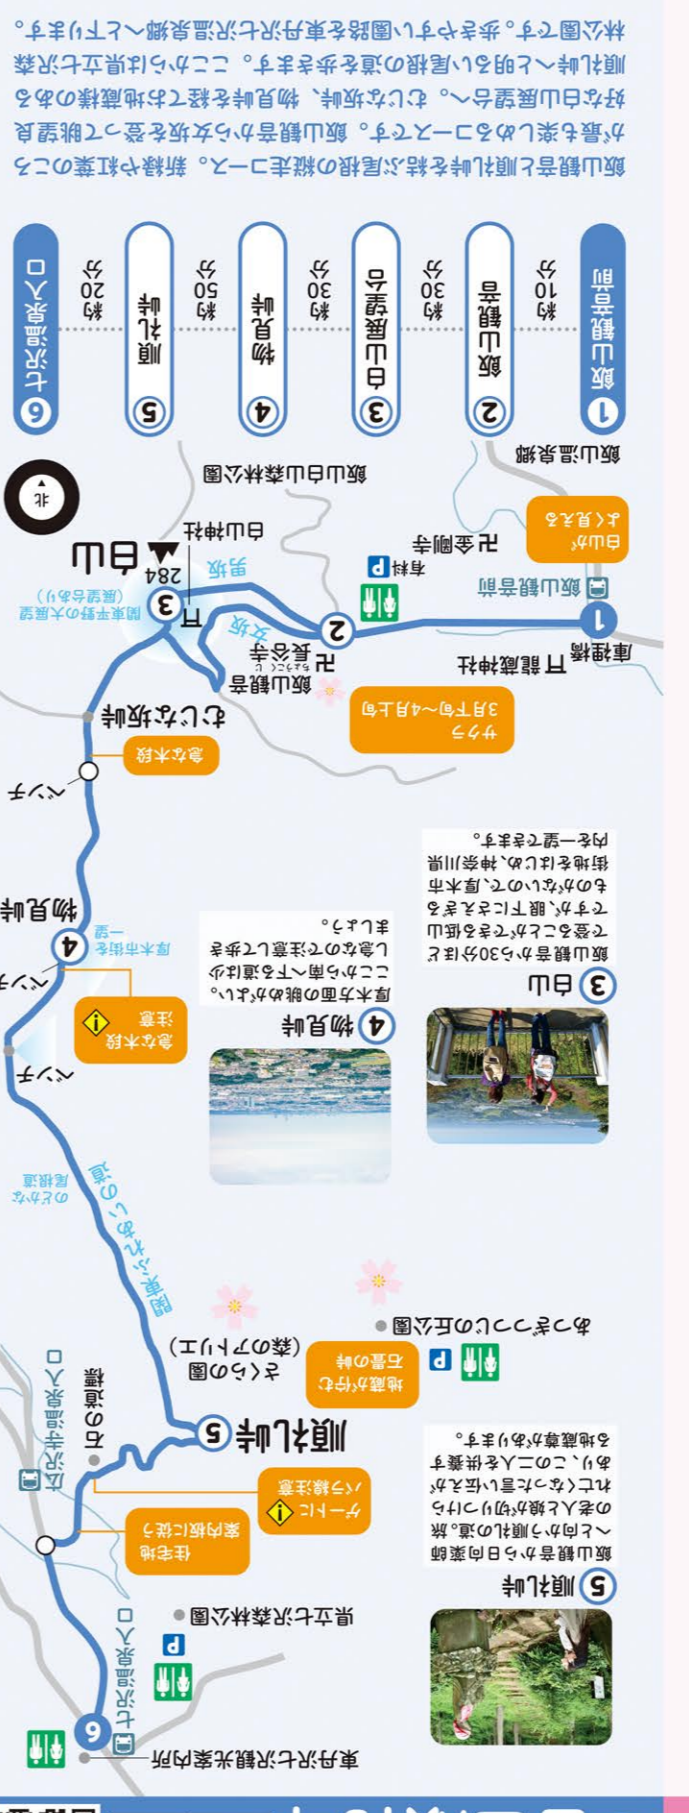 東丹沢七沢観光案内所
6
七沢温泉入口
P
県立七沢森林公園
5 順礼峠
飯山観音から日向薬師
へと向かう順礼の道。旅
の老人と娘が切りつけら
れ亡くなった言い伝えが
あり、この二人を供養す
る地蔵尊があります。
住宅地
案内板に従う
ゲートに
バラ線注意
広沢寺温泉入口
石の道標
5 順礼峠
地蔵が佇む
石畳の峠
P
さくらの園
(森のアトリエ)
あつぎつつじの丘公園
関東ふれあいの道
のどかな
尾根道
3 白山
飯山観音から30分ほど
で登ることができる低山
ですが、眼下にさえぎる
ものがないので、厚木市
街地をはじめ、神奈川県
内を一望できます。
4 物見峠
厚木方面の眺めがよい。
ここから南へ下る道は少
し急なので注意して歩き
ましょう。
ベンチ
急な木段
注意
ベンチ
4
厚木市街を
一望
物見峠
ベンチ
急な木段
むじな坂峠
サクラ
3月下旬〜4月上旬
庫裡橋
1
龍蔵神社
飯山観音前
白山が
よく見える
飯山温泉郷
飯山観音
ちょうこくじ
長谷寺
2
有料 P
金剛寺
女坂
男坂
3
関東平野の大展望
(展望台あり)
284
白山
白山神社
飯山白山森林公園
北
1 飯山観音前
約10分
2 飯山観音
約30分
3 白山展望台
約30分
4 物見峠
約50分
5 順礼峠
約20分
6 七沢温泉入口
飯山観音と順礼峠を結ぶ尾根の縦走コース。新緑や紅葉のころ
が最も楽しめるコースです。飯山観音から女坂を登って眺望良
好な白山展望台へ。むじな坂峠、物見峠を経てお地蔵様のある
順礼峠へと明るい尾根の道を歩きます。ここからは県立七沢森
林公園です。歩きやすい園路を東丹沢七沢温泉郷へと下ります。